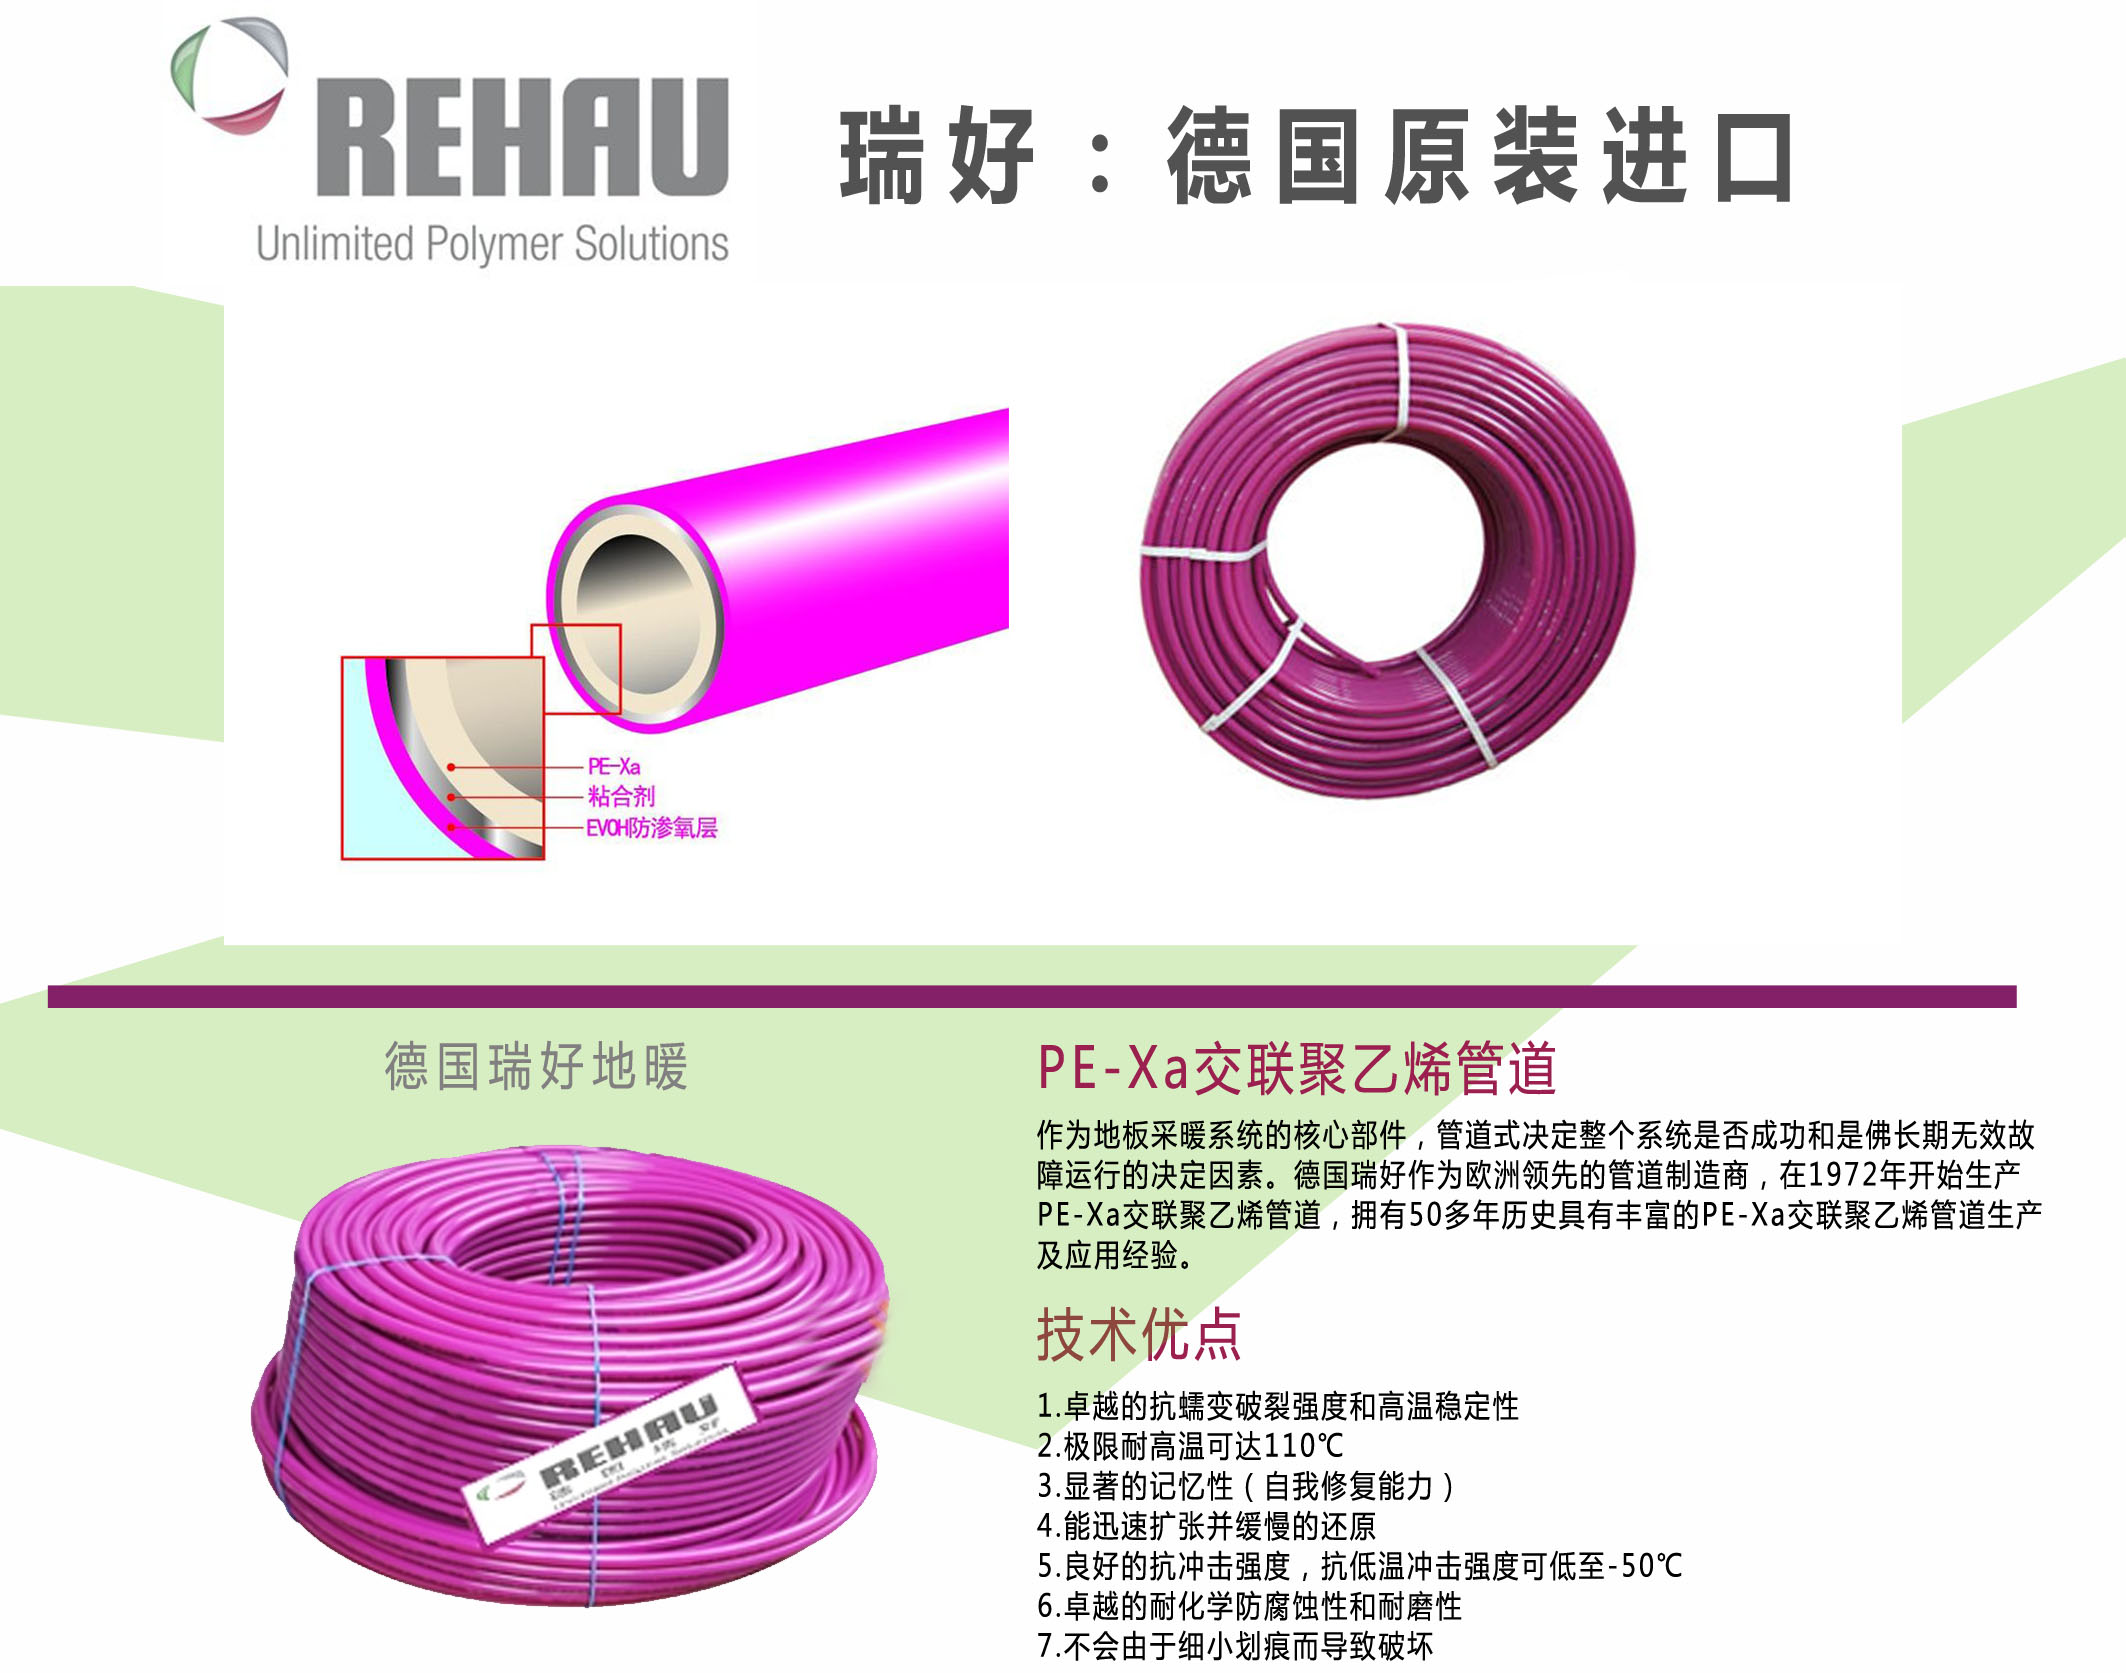 REHAU
Unlimited Polymer Solutions
瑞好：德国原装进口
PE-Xa
粘合剂
EVOH防渗氧层
德国瑞好地暖
REHAU
PE-Xa交联聚乙烯管道
作为地板采暖系统的核心部件，管道式决定整个系统是否成功和是佛长期无效故
障运行的决定因素。德国瑞好作为欧洲领先的管道制造商，在1972年开始生产
PE-Xa交联聚乙烯管道，拥有50多年历史具有丰富的PE-Xa交联聚乙烯管道生产
及应用经验。
技术优点
1.卓越的抗蠕变破裂强度和高温稳定性
2.极限耐高温可达110℃
3.显著的记忆性（自我修复能力）
4.能迅速扩张并缓慢的还原
5.良好的抗冲击强度，抗低温冲击强度可低至-50℃
6.卓越的耐化学防腐蚀性和耐磨性
7.不会由于细小划痕而导致破坏